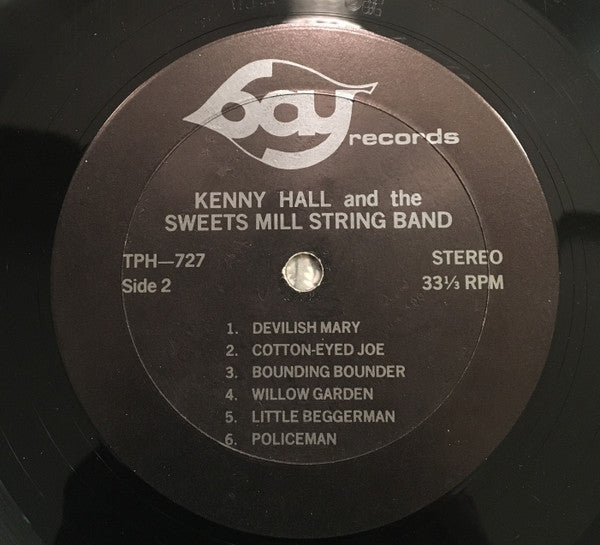 bay records
KENNY HALL and the
SWEETS MILL STRING BAND
TPH—727
STEREO
Side 2
33⅓ RPM
1. DEVILISH MARY
2. COTTON-EYED JOE
3. BOUNDING BOUNDER
4. WILLOW GARDEN
5. LITTLE BEGGERMAN
6. POLICEMAN